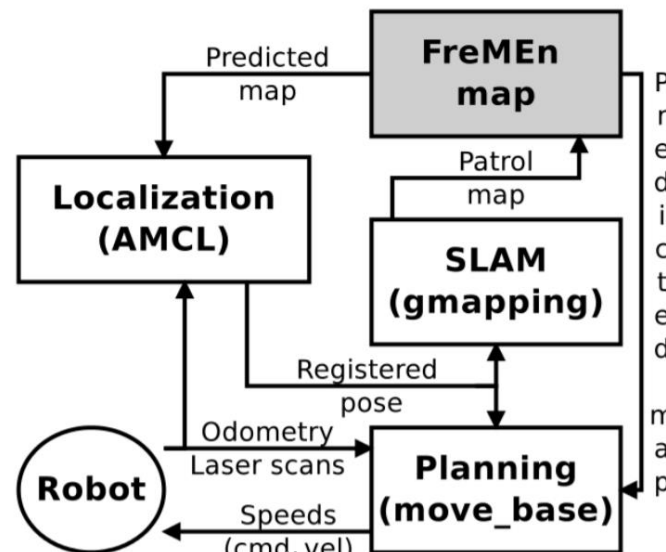 Predicted
map
FreMEn
map
Localization
(AMCL)
Patrol
map
SLAM
(gmapping)
Registered
pose
Odometry
Laser scans
Robot
Planning
(move_base)
Speeds
(cmd_vel)
P
r
e
d
i
c
t
e
d
m
a
p